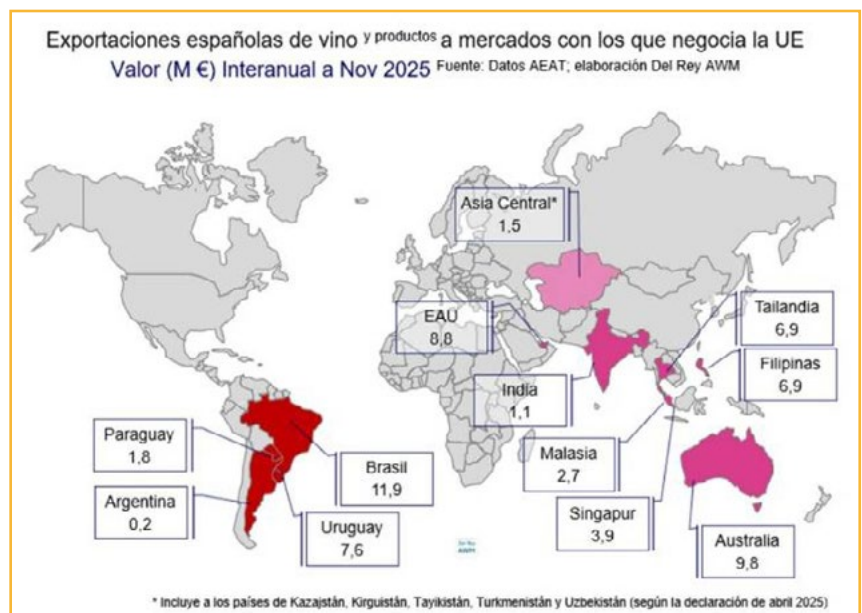 Exportaciones españolas de vino y productos a mercados con los que negocia la UE
Valor (M €) Interanual a Nov 2025 Fuente: Datos AEAT; elaboración Del Rey AWM
Asia Central*
1,5
EAU
8,8
Tailandia
6,9
India
1,1
Filipinas
6,9
Paraguay
1,8
Brasil
11,9
Malasia
2,7
Argentina
0,2
Uruguay
7,6
Singapur
3,9
Australia
9,8
* Incluye a los países de Kazajstán, Kirguistán, Tayikistán, Turkmenistán y Uzbekistán (según la declaración de abril 2025)